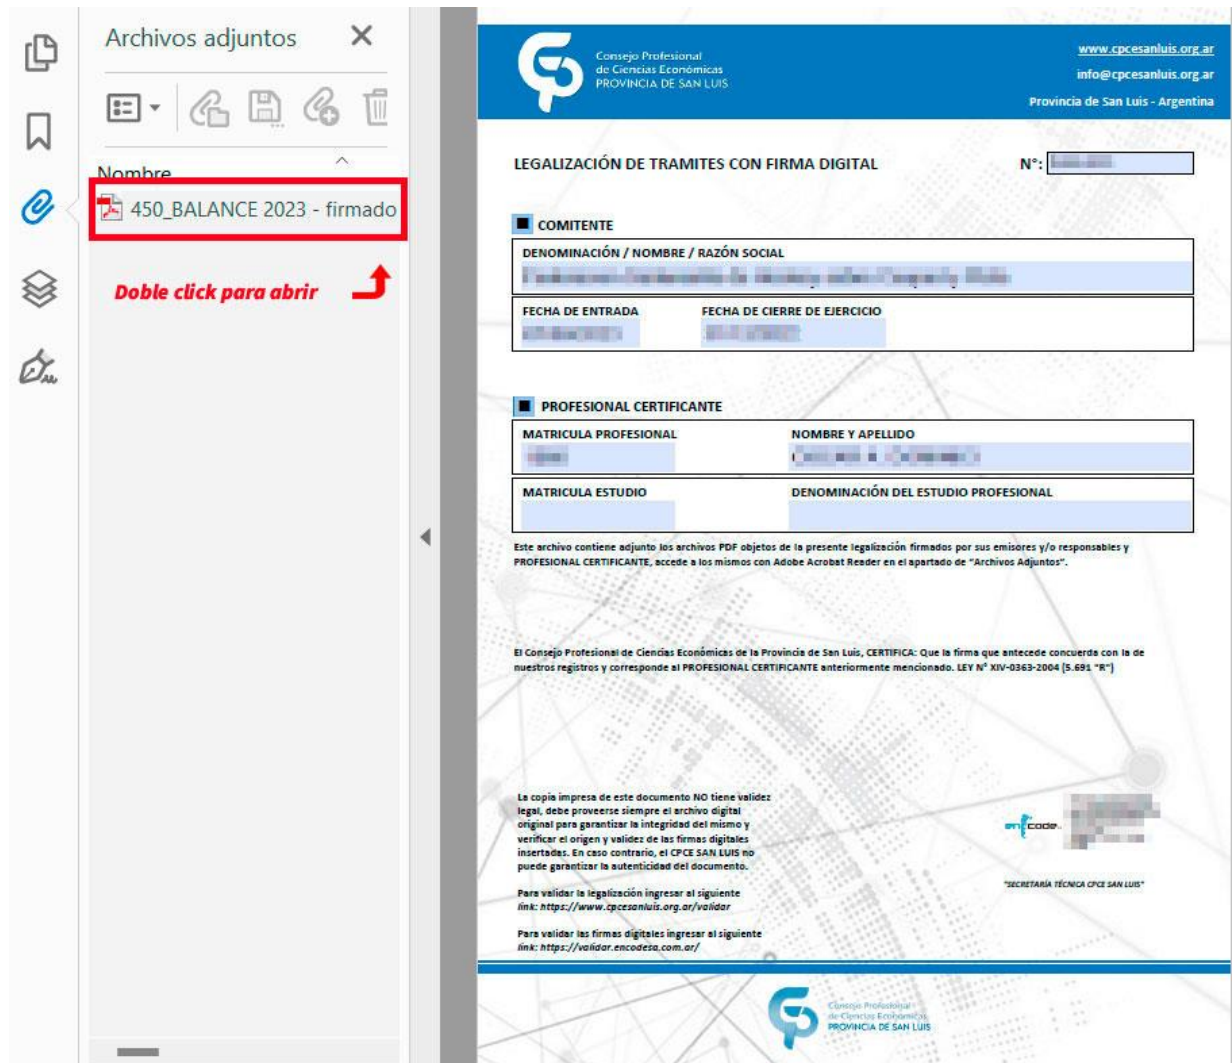 Archivos adjuntos
Nombre
450_BALANCE 2023 - firmado
Doble click para abrir
Consejo Profesional
de Ciencias Económicas
PROVINCIA DE SAN LUIS
www.cpcesanluis.org.ar
info@cpcesanluis.org.ar
Provincia de San Luis - Argentina
LEGALIZACIÓN DE TRAMITES CON FIRMA DIGITAL
N°:
COMITENTE
DENOMINACIÓN / NOMBRE / RAZÓN SOCIAL
FECHA DE ENTRADA
FECHA DE CIERRE DE EJERCICIO
PROFESIONAL CERTIFICANTE
MATRICULA PROFESIONAL
NOMBRE Y APELLIDO
MATRICULA ESTUDIO
DENOMINACIÓN DEL ESTUDIO PROFESIONAL
Este archivo contiene adjunto los archivos PDF objetos de la presente legalización firmados por sus emisores y/o responsables y
PROFESIONAL CERTIFICANTE, accede a los mismos con Adobe Acrobat Reader en el apartado de "Archivos Adjuntos".
El Consejo Profesional de Ciencias Económicas de la Provincia de San Luis, CERTIFICA: Que la firma que antecede concuerda con la de
nuestros registros y corresponde al PROFESIONAL CERTIFICANTE anteriormente mencionado. LEY N° XIV-0363-2004 (5.691 "R")
La copia impresa de este documento NO tiene validez
legal, debe proveerse siempre el archivo digital
original para garantizar la integridad del mismo y
verificar el origen y validez de las firmas digitales
insertadas. En caso contrario, el CPCE SAN LUIS no
puede garantizar la autenticidad del documento.
Para validar la legalización ingresar al siguiente
link: https://www.cpcesanluis.org.ar/validar
Para validar las firmas digitales ingresar al siguiente
link: https://validar.encodesa.com.ar/
encode
"SECRETARÍA TÉCNICA CPCE SAN LUIS"
Consejo Profesional
de Ciencias Económicas
PROVINCIA DE SAN LUIS